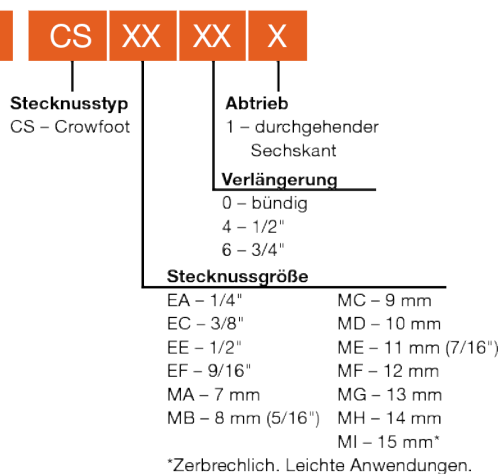 CS XX XX X
Stecknusstyp
CS – Crowfoot
Abtrieb
1 – durchgehender
Sechskant
Verlängerung
0 – bündig
4 – 1/2"
6 – 3/4"
Stecknussgröße
EA – 1/4"
EC – 3/8"
EE – 1/2"
EF – 9/16"
MA – 7 mm
MB – 8 mm (5/16")
MC – 9 mm
MD – 10 mm
ME – 11 mm (7/16")
MF – 12 mm
MG – 13 mm
MH – 14 mm
MI – 15 mm*
*Zerbrechlich. Leichte Anwendungen.